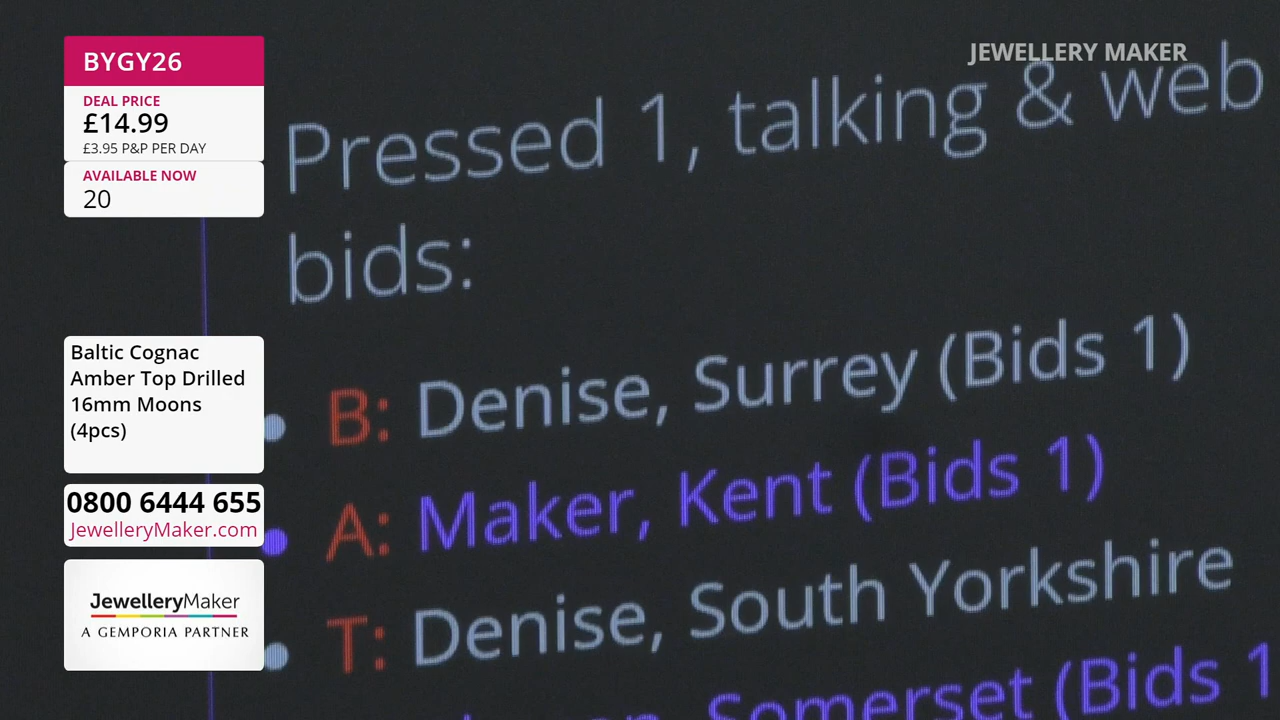 BYGY26
DEAL PRICE
£14.99
£3.95 P&P PER DAY
AVAILABLE NOW
20
Baltic Cognac
Amber Top Drilled
16mm Moons
(4pcs)
0800 6444 655
JewelleryMaker.com
JewelleryMaker
A GEMPORIA PARTNER
JEWELLERY MAKER
Pressed 1, talking & web
bids:
B: Denise, Surrey (Bids 1)
A: Maker, Kent (Bids 1)
T: Denise, South Yorkshire
Somerset (Bids 1